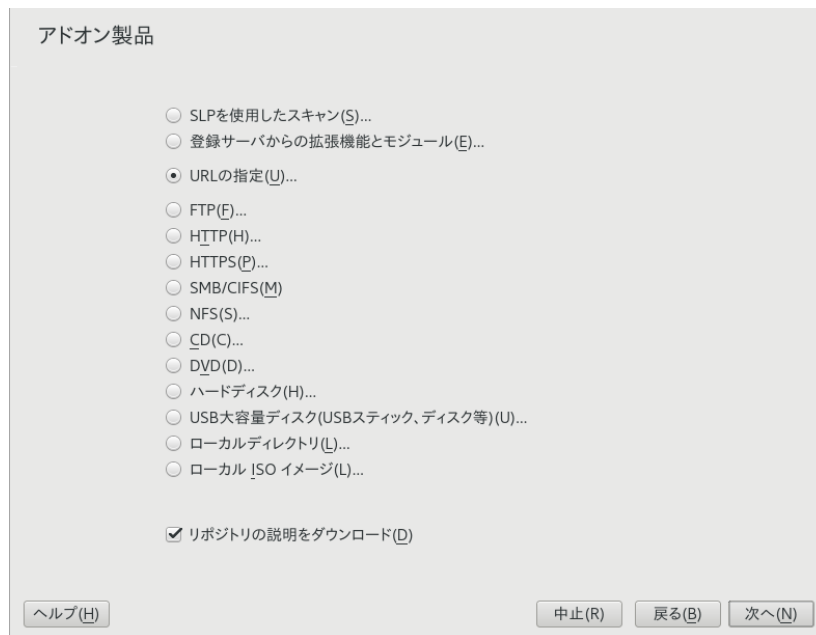 アドオン製品
SLPを使用したスキャン(S)...
登録サーバからの拡張機能とモジュール(E)...
URLの指定(U)...
FTP(F)...
HTTP(H)...
HTTPS(P)...
SMB/CIFS(M)
NFS(S)...
CD(C)...
DVD(D)...
ハードディスク(H)...
USB大容量ディスク(USBスティック、ディスク等)(U)...
ローカルディレクトリ(L)...
ローカル ISO イメージ(L)...
リポジトリの説明をダウンロード(D)
ヘルプ(H) 中止(R) 戻る(B) 次へ(N)